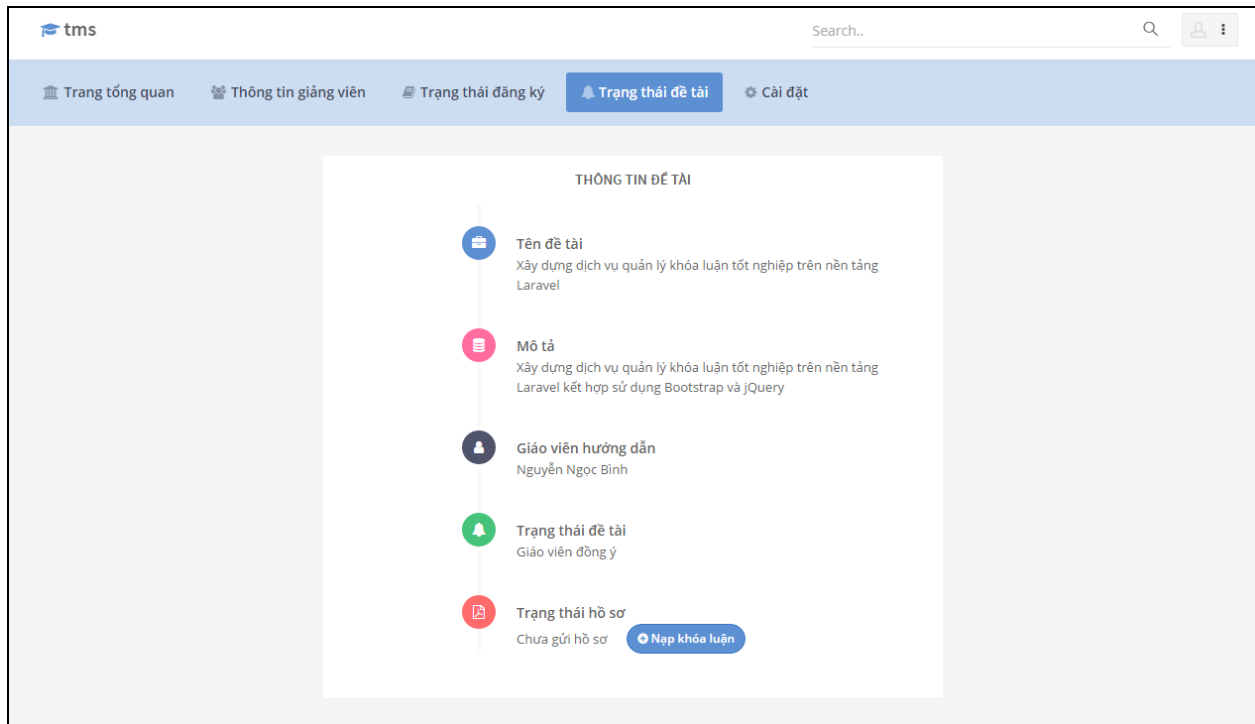 tms
Search..
Trang tổng quan
Thông tin giảng viên
Trạng thái đăng ký
Trạng thái đề tài
Cài đặt
THÔNG TIN ĐỀ TÀI
Tên đề tài
Xây dựng dịch vụ quản lý khóa luận tốt nghiệp trên nền tảng
Laravel
Mô tả
Xây dựng dịch vụ quản lý khóa luận tốt nghiệp trên nền tảng
Laravel kết hợp sử dụng Bootstrap và jQuery
Giáo viên hướng dẫn
Nguyễn Ngọc Bình
Trạng thái đề tài
Giáo viên đồng ý
Trạng thái hồ sơ
Chưa gửi hồ sơ
Nạp khóa luận